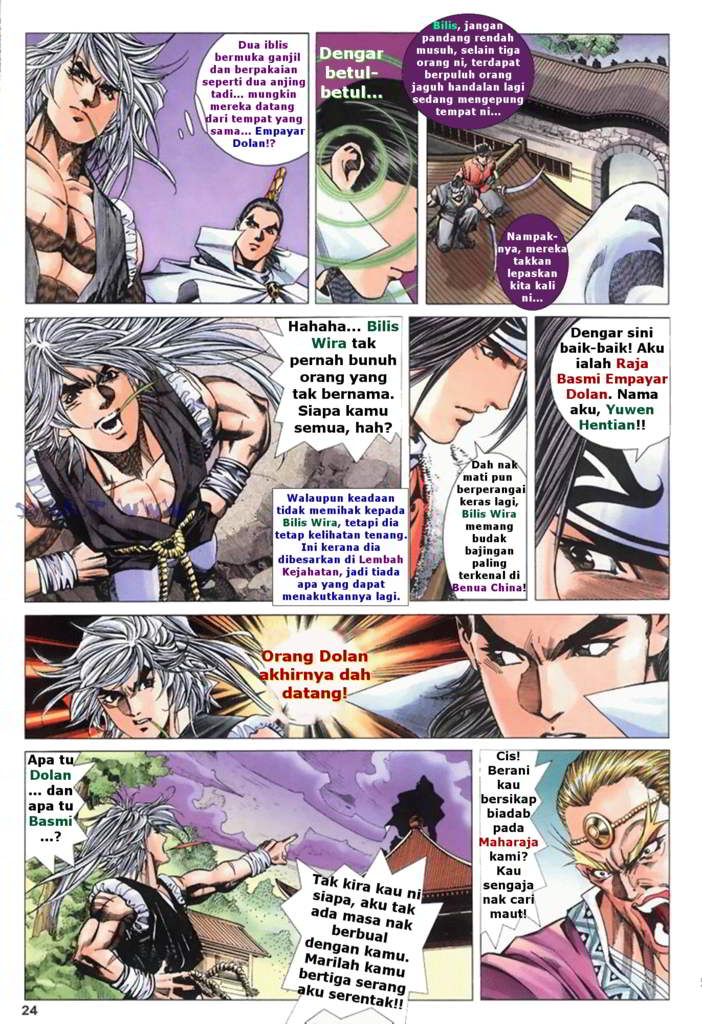 Dua iblis
bermuka ganjil
dan berpakaian
seperti dua anjing
tadi... mungkin
mereka datang
dari tempat yang
sama... Empayar
Dolan!?
Dengar
betul-
betul...
Bilis, jangan
pandang rendah
musuh, selain tiga
orang ni, terdapat
berpuluh orang
jaguh handalan lagi
sedang mengepung
tempat ni...
Nampak-
nya, mereka
takkan
lepaskan
kita kali
ni...
Hahaha... Bilis
Wira tak
pernah bunuh
orang yang
tak bernama.
Siapa kamu
semua, hah?
Walaupun keadaan
tidak memihak kepada
Bilis Wira, tetapi dia
tetap kelihatan tenang.
Ini kerana dia
dibesarkan di Lembah
Kejahatan, jadi tiada
apa yang dapat
menakutkannya lagi.
Dah nak
mati pun
berperangai
keras lagi,
Bilis Wira
memang
budak
bajingan
paling
terkenal di
Benua China!
Dengar sini
baik-baik! Aku
ialah Raja
Basmi Empayar
Dolan. Nama
aku, Yuwen
Hentian!!
Orang Dolan
akhirnya dah
datang!
Apa tu
Dolan
... dan
apa tu
Basmi
...?
Tak kira kau ni
siapa, aku tak
ada masa nak
berbual
dengan kamu.
Marilah kamu
bertiga serang
aku serentak!!
Cis!
Berani
kau
bersikap
biadab
pada
Maharaja
kami?
Kau
sengaja
nak cari
maut!
24